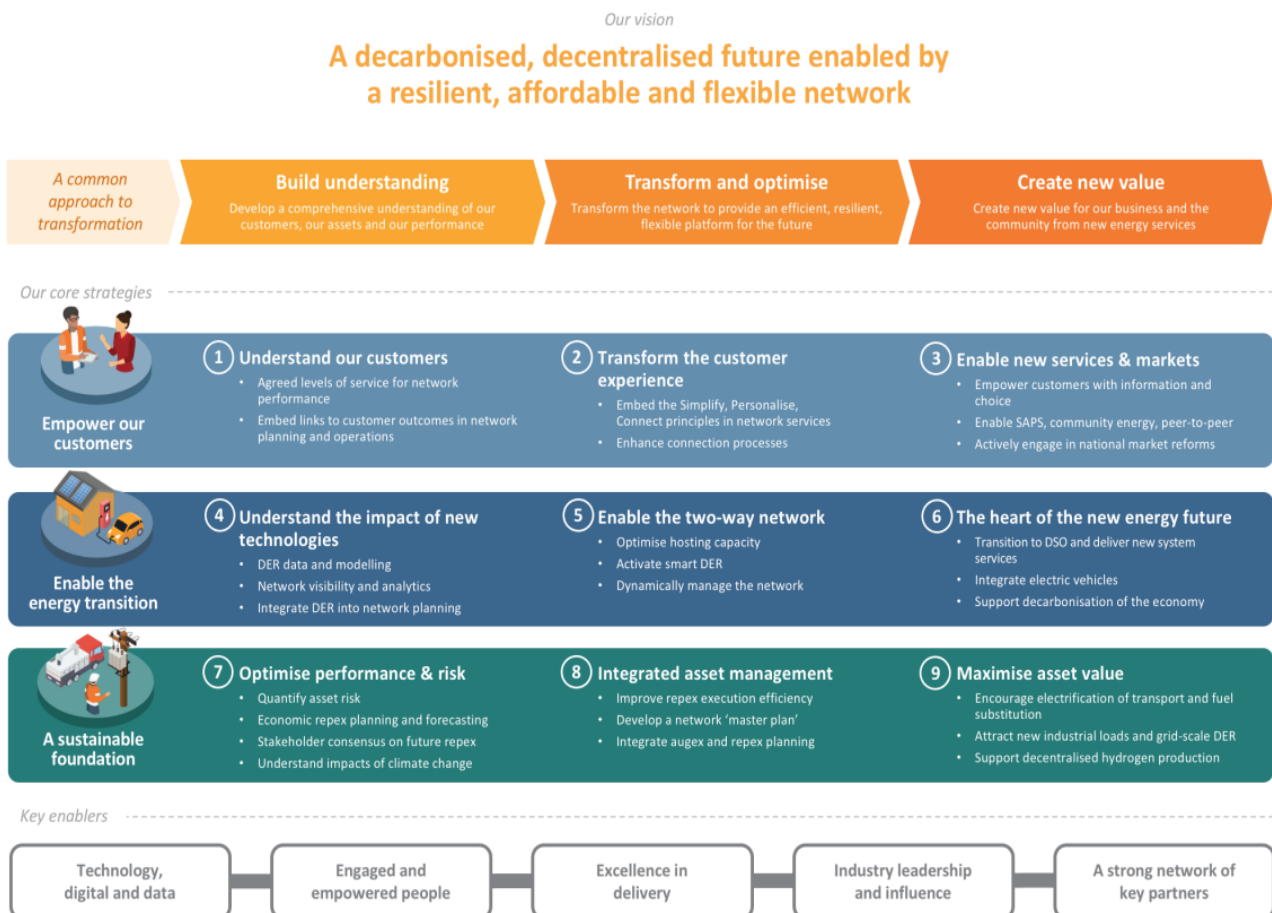 Our vision
A decarbonised, decentralised future enabled by
a resilient, affordable and flexible network
A common
approach to
transformation
Build understanding
Develop a comprehensive understanding of our
customers, our assets and our performance
Transform and optimise
Transform the network to provide an efficient, resilient,
flexible platform for the future
Create new value
Create new value for our business and the
community from new energy services
Our core strategies
Empower our
customers
1 Understand our customers
• Agreed levels of service for network
performance
• Embed links to customer outcomes in network
planning and operations
2 Transform the customer
experience
• Embed the Simplify, Personalise,
Connect principles in network services
• Enhance connection processes
3 Enable new services & markets
• Empower customers with information and
choice
• Enable SAPS, community energy, peer-to-peer
• Actively engage in national market reforms
Enable the
energy transition
4 Understand the impact of new
technologies
• DER data and modelling
• Network visibility and analytics
• Integrate DER into network planning
5 Enable the two-way network
• Optimise hosting capacity
• Activate smart DER
• Dynamically manage the network
6 The heart of the new energy future
• Transition to DSO and deliver new system
services
• Integrate electric vehicles
• Support decarbonisation of the economy
A sustainable
foundation
7 Optimise performance & risk
• Quantify asset risk
• Economic repex planning and forecasting
• Stakeholder consensus on future repex
• Understand impacts of climate change
8 Integrated asset management
• Improve repex execution efficiency
• Develop a network ‘master plan’
• Integrate augex and repex planning
9 Maximise asset value
• Encourage electrification of transport and fuel
substitution
• Attract new industrial loads and grid-scale DER
• Support decentralised hydrogen production
Key enablers
Technology,
digital and data
Engaged and
empowered people
Excellence in
delivery
Industry leadership
and influence
A strong network of
key partners